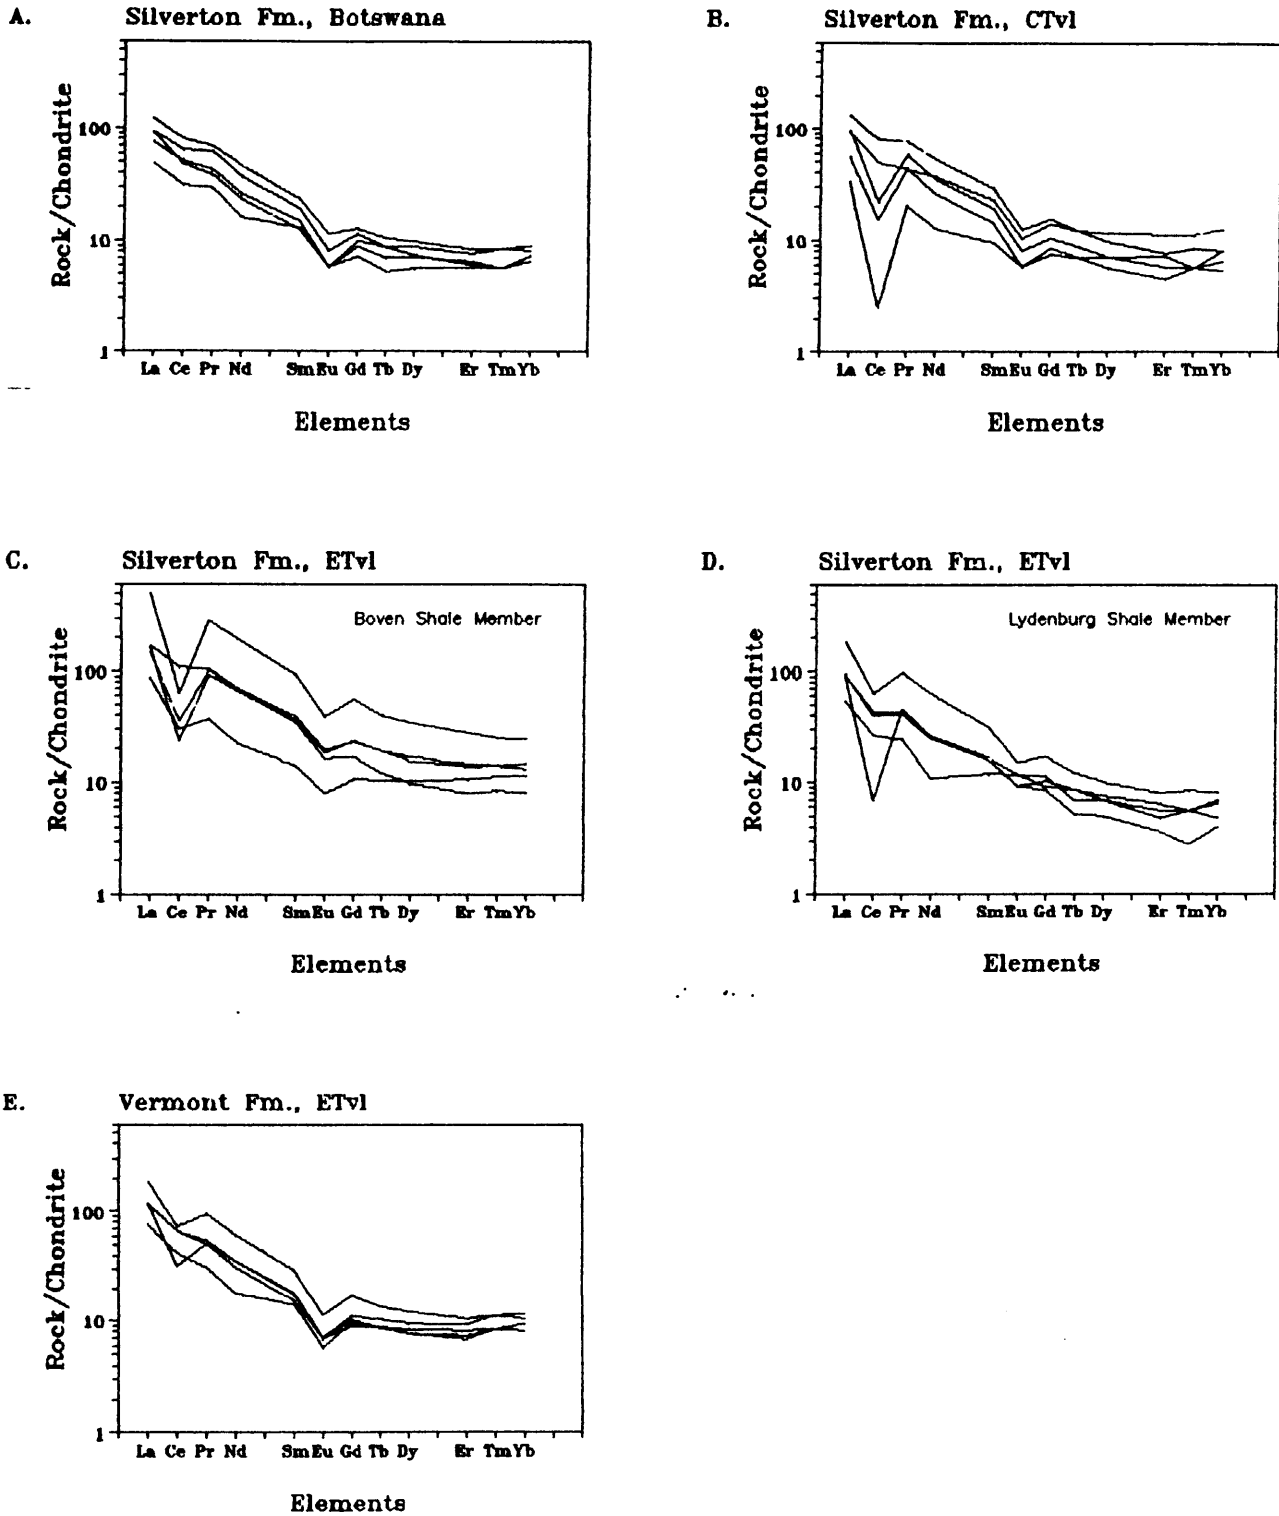 A. Silverton Fm., Botswana
Rock/Chondrite
100
10
1
La Ce Pr Nd Sm Eu Gd Tb Dy Er Tm Yb
Elements
B. Silverton Fm., CTvl
Rock/Chondrite
100
10
1
La Ce Pr Nd Sm Eu Gd Tb Dy Er Tm Yb
Elements
C. Silverton Fm., ETvl
Boven Shale Member
Rock/Chondrite
100
10
1
La Ce Pr Nd Sm Eu Gd Tb Dy Er Tm Yb
Elements
D. Silverton Fm., ETvl
Lydenburg Shale Member
Rock/Chondrite
100
10
1
La Ce Pr Nd Sm Eu Gd Tb Dy Er Tm Yb
Elements
E. Vermont Fm., ETvl
Rock/Chondrite
100
10
1
La Ce Pr Nd Sm Eu Gd Tb Dy Er Tm Yb
Elements